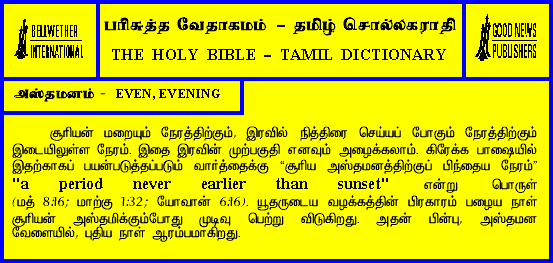 BELLWETHER
INTERNATIONAL
பரிசுத்த வேதாகமம் – தமிழ் சொல்லகராதி
THE HOLY BIBLE – TAMIL DICTIONARY
GOOD NEWS
PUBLISHERS
அஸ்தமனம் - EVEN, EVENING
சூரியன் மறையும் நேரத்திற்கும், இரவில் நித்திரை செய்யப் போகும் நேரத்திற்கும்
இடையிலுள்ள நேரம். இதை இரவின் முற்பகுதி எனவும் அழைக்கலாம். கிரேக்க பாஷையில்
இதற்காகப் பயன்படுத்தப்படும் வார்த்தைக்கு “சூரிய அஸ்தமனத்திற்குப் பிந்தைய நேரம்”
"a period never earlier than sunset" என்று பொருள்
(மத் 8:16; மாற்கு 1:32; யோவான் 6:16). யூதருடைய வழக்கத்தின் பிரகாரம் பழைய நாள்
சூரியன் அஸ்தமிக்கும்போது முடிவு பெற்று விடுகிறது. அதன் பின்பு, அஸ்தமன
வேளையில், புதிய நாள் ஆரம்பமாகிறது.